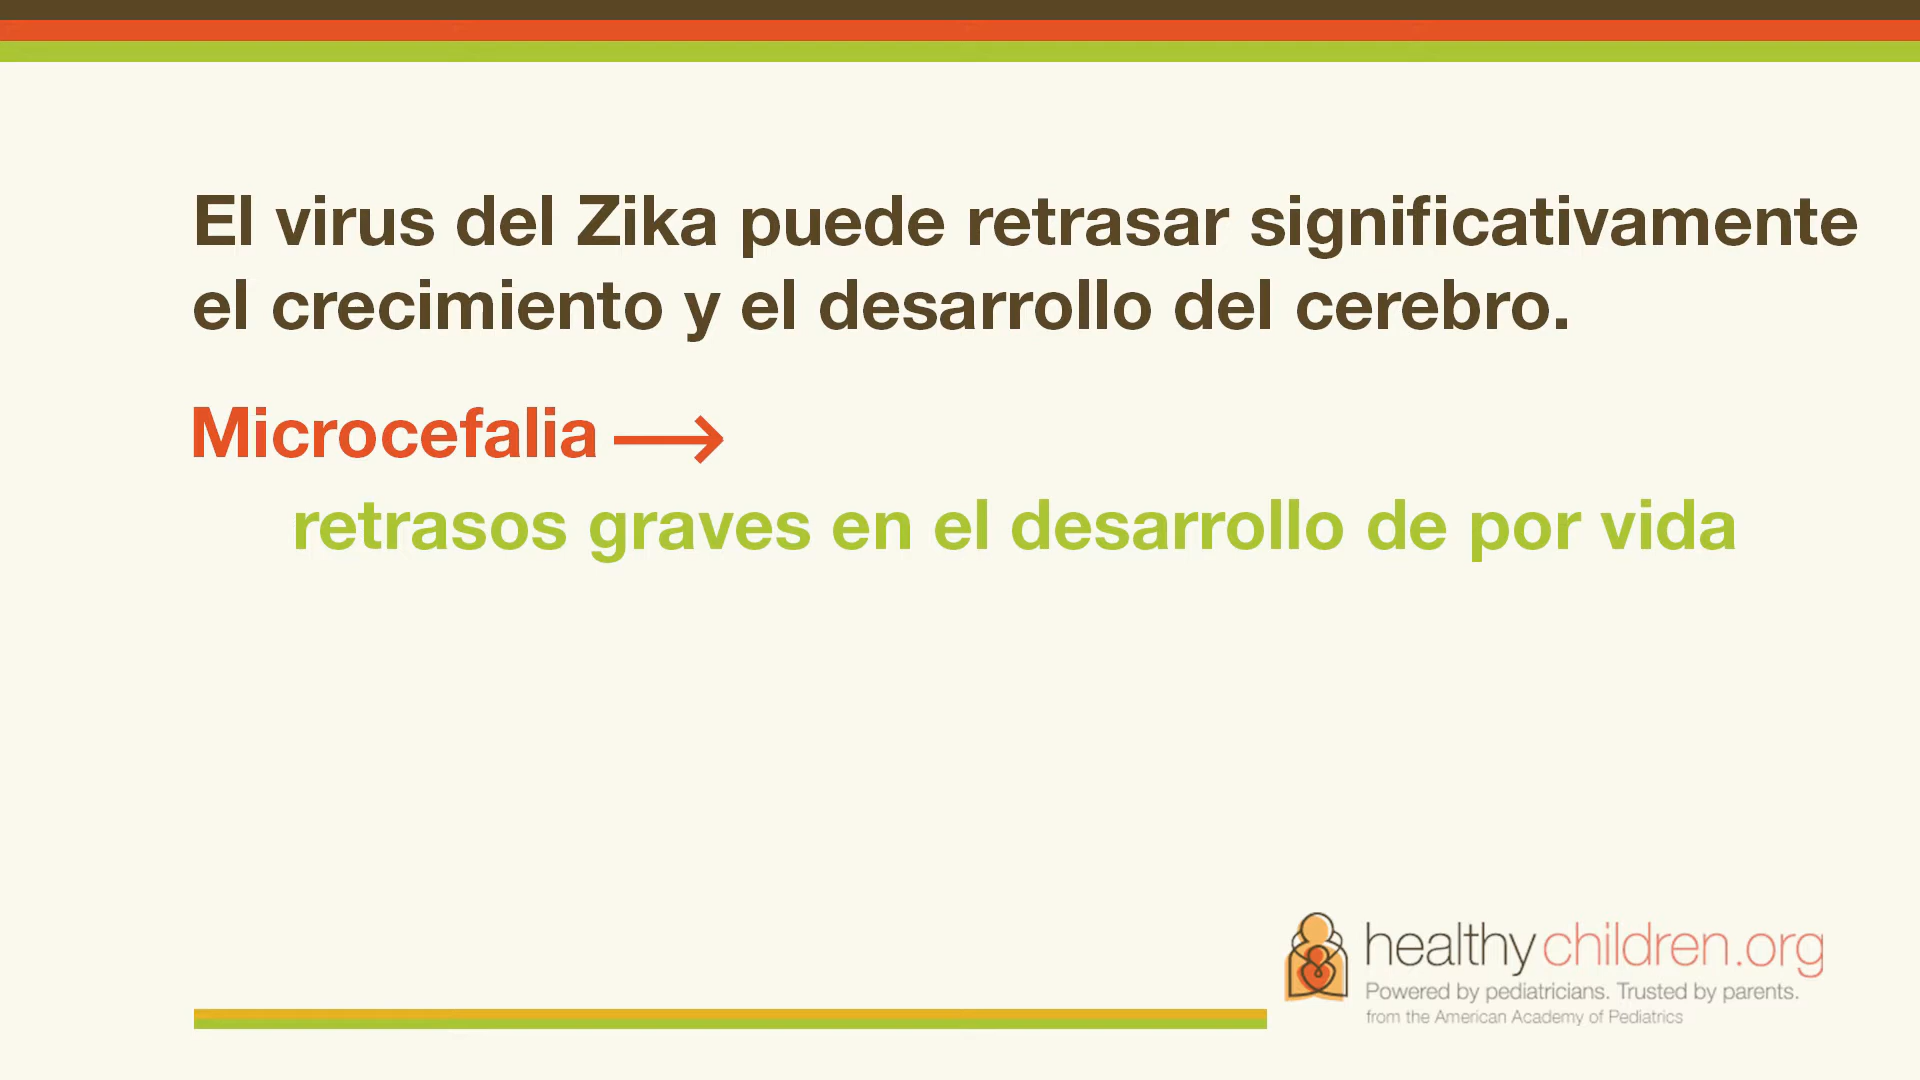 El virus del Zika puede retrasar significativamente
el crecimiento y el desarrollo del cerebro.
Microcefalia →
retrasos graves en el desarrollo de por vida
healthychildren.org
Powered by pediatricians. Trusted by parents.
from the American Academy of Pediatrics